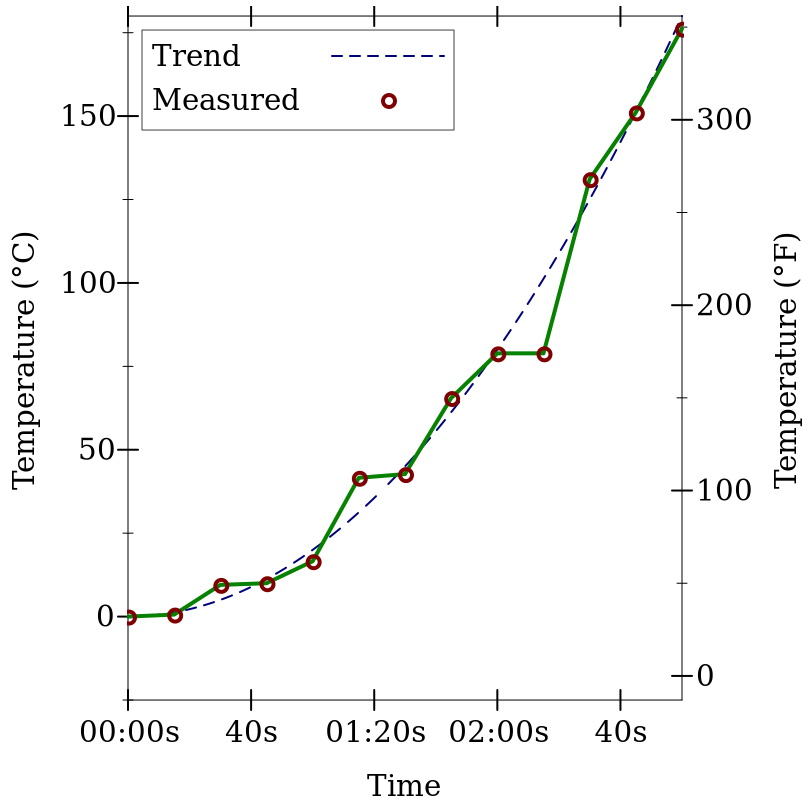 Trend
Measured
150
100
50
0
300
200
100
0
Temperature (°C)
Temperature (°F)
00:00s 40s 01:20s 02:00s 40s
Time